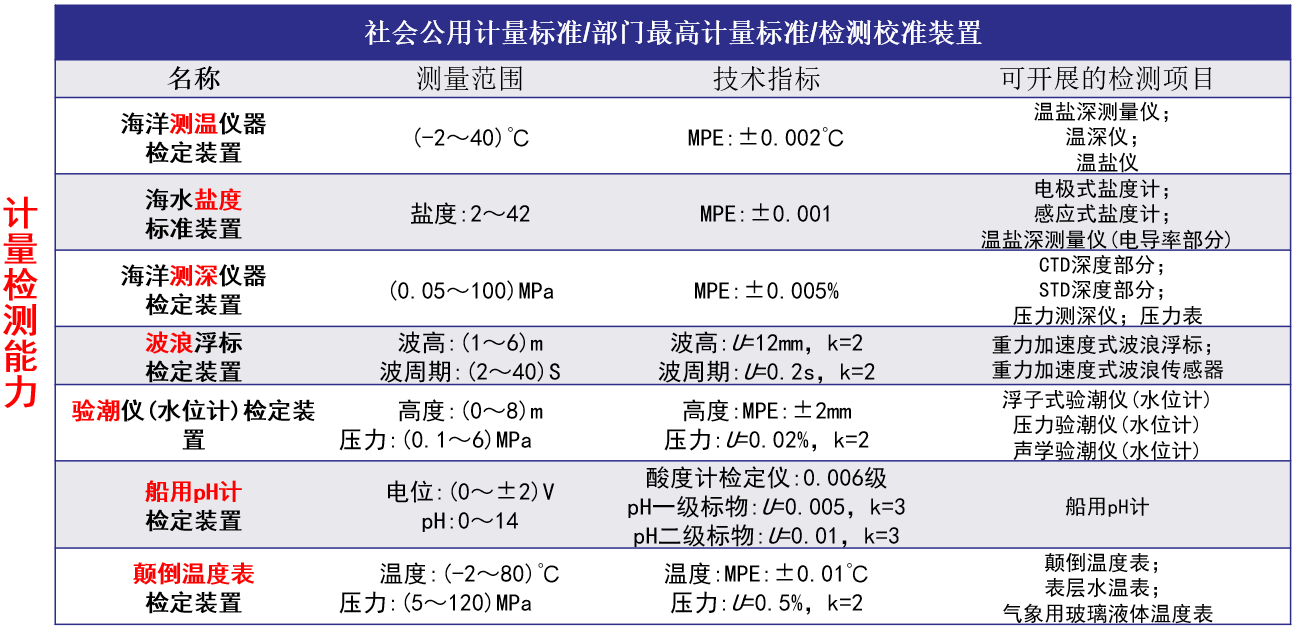 计量检测能力
社会公用计量标准/部门最高计量标准/检测校准装置
名称 测量范围 技术指标 可开展的检测项目
海洋测温仪器
检定装置
(-2～40)℃
MPE:±0.002℃
温盐深测量仪;
温深仪;
温盐仪
海水盐度
标准装置
盐度:2～42
MPE:±0.001
电极式盐度计;
感应式盐度计;
温盐深测量仪(电导率部分)
海洋测深仪器
检定装置
(0.05～100)MPa
MPE:±0.005%
CTD深度部分;
STD深度部分;
压力测深仪; 压力表
波浪浮标
检定装置
波高:(1～6)m
波周期:(2～40)S
波高:U=12mm, k=2
波周期:U=0.2s, k=2
重力加速度式波浪浮标;
重力加速度式波浪传感器
验潮仪(水位计)检定装
置
高度:(0～8)m
压力:(0.1～6)MPa
高度:MPE:±2mm
压力:U=0.02%, k=2
浮子式验潮仪(水位计)
压力验潮仪(水位计)
声学验潮仪(水位计)
船用pH计
检定装置
电位:(0～±2)V
pH:0～14
酸度计检定仪:0.006级
pH一级标物:U=0.005, k=3
pH二级标物:U=0.01, k=3
船用pH计
颠倒温度表
检定装置
温度:(-2～80)℃
压力:(5～120)MPa
温度:MPE:±0.01℃
压力:U=0.5%, k=2
颠倒温度表;
表层水温表;
气象用玻璃液体温度表